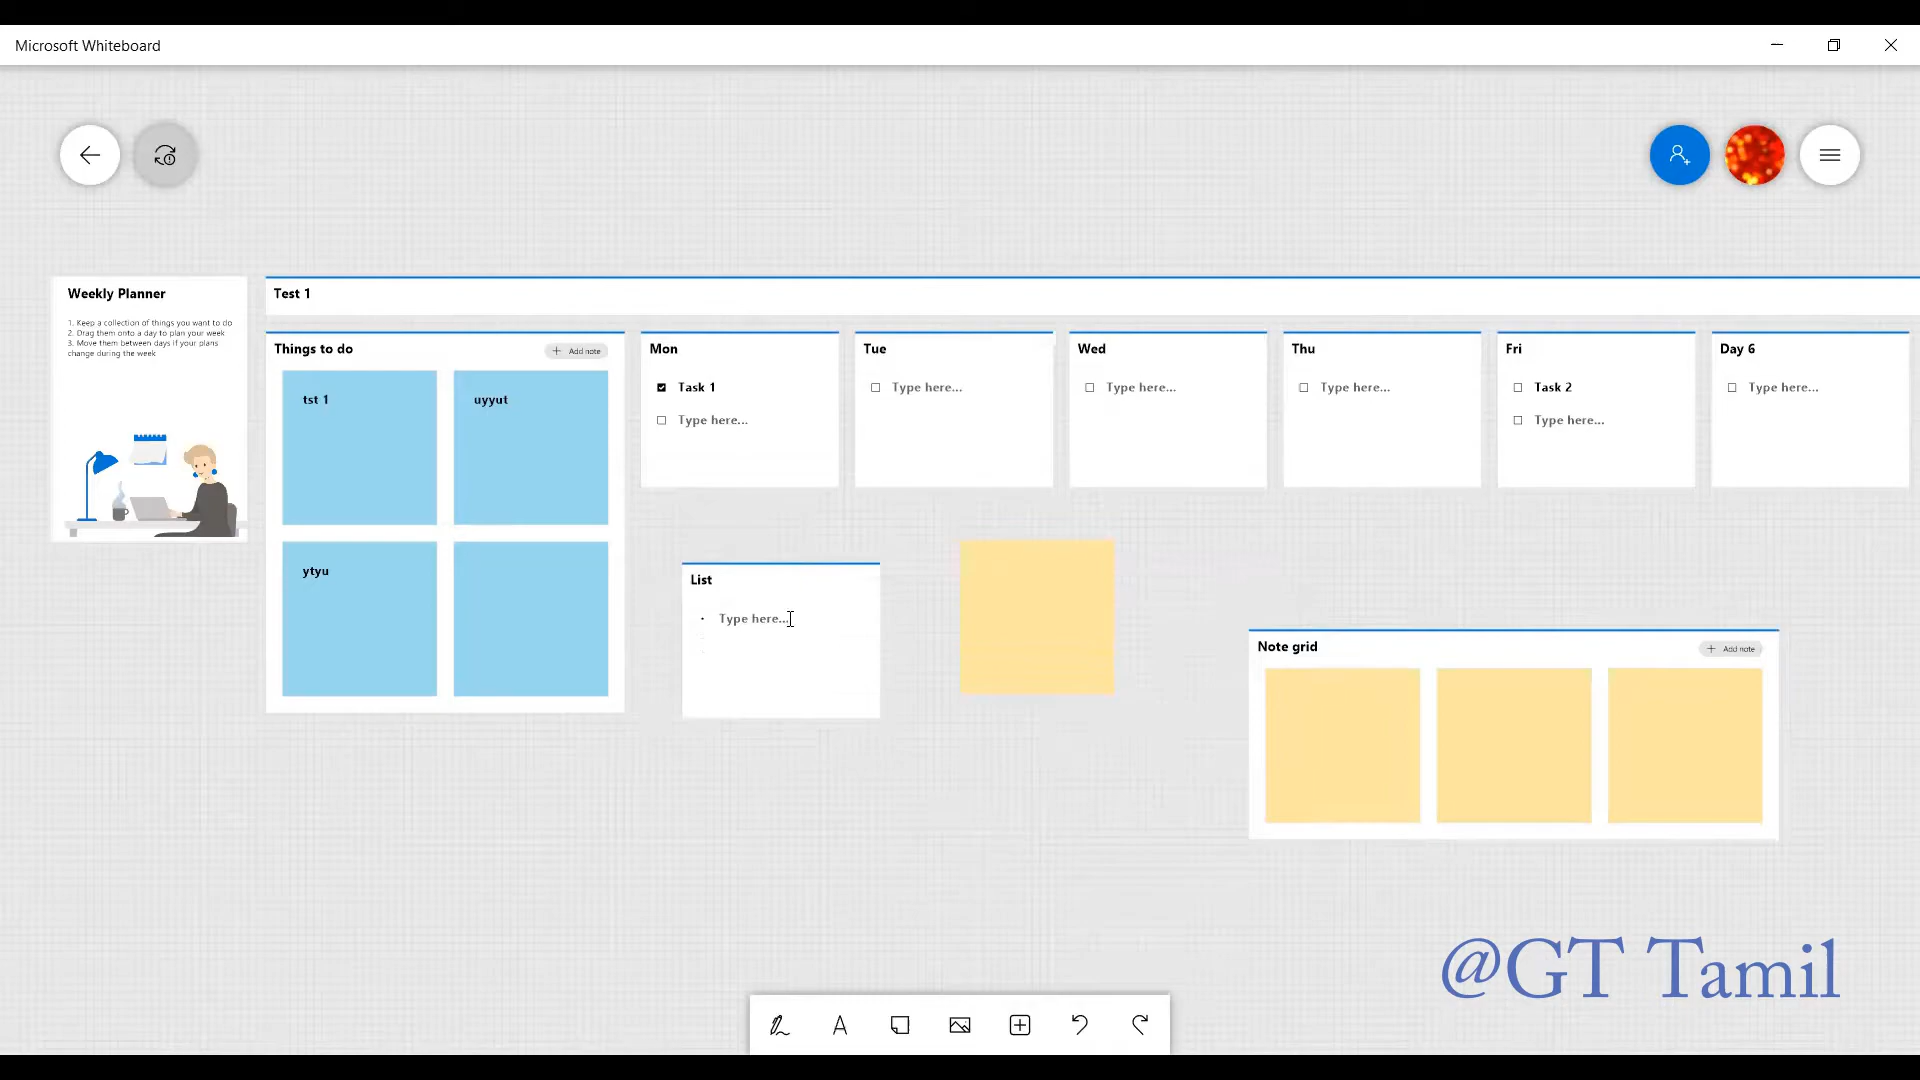 Microsoft Whiteboard
Weekly Planner
1. Keep a collection of things you want to do
2. Drag them onto a day to plan your week
3. Move them between days if your plans
change during the week
Test 1
Things to do
Add note
tst 1
uyyut
ytyu
Mon
Task 1
Type here...
Tue
Type here...
Wed
Type here...
Thu
Type here...
Fri
Task 2
Type here...
Day 6
Type here...
List
Type here...
Note grid
Add note
@GT Tamil